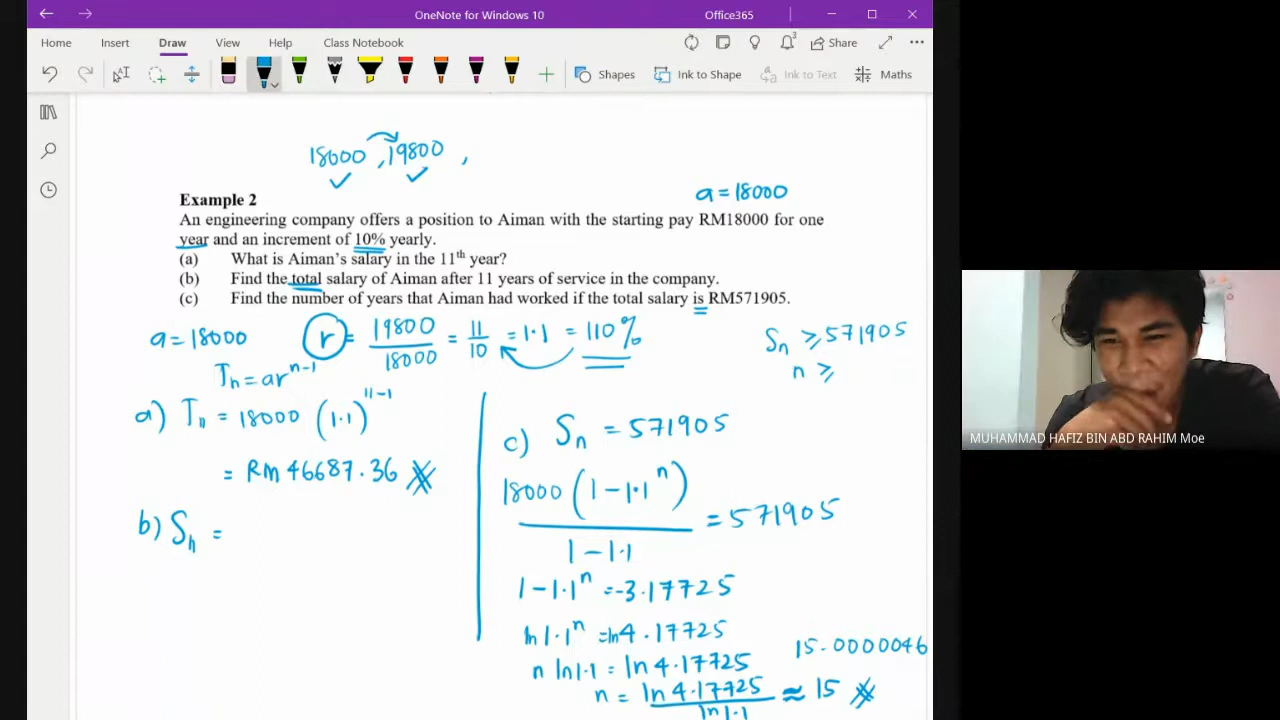 OneNote for Windows 10
Office365
Home Insert Draw View Help Class Notebook
3
Share
Shapes
Ink to Shape
Ink to Text
Maths
18000 , 19800 ,
a = 18000
Example 2
An engineering company offers a position to Aiman with the starting pay RM18000 for one
year and an increment of 10% yearly.
(a) What is Aiman's salary in the 11th year?
(b) Find the total salary of Aiman after 11 years of service in the company.
(c) Find the number of years that Aiman had worked if the total salary is RM571905.
a = 18000 r = 19800/18000 = 11/10 = 1.1 = 110%
Sn ≥ 571905
n ≥
Tn = ar^n-1
a) T11 = 18000 (1.1)^11-1
= RM 46687.36
b) Sn =
c) Sn = 571905
18000 (1 - 1.1^n) / 1 - 1.1 = 571905
1 - 1.1^n = -3.17725
ln 1.1^n = ln 4.17725
n ln 1.1 = ln 4.17725
15.0000046
n = ln 4.17725 / ln 1.1 ≈ 15
MUHAMMAD HAFIZ BIN ABD RAHIM Moe